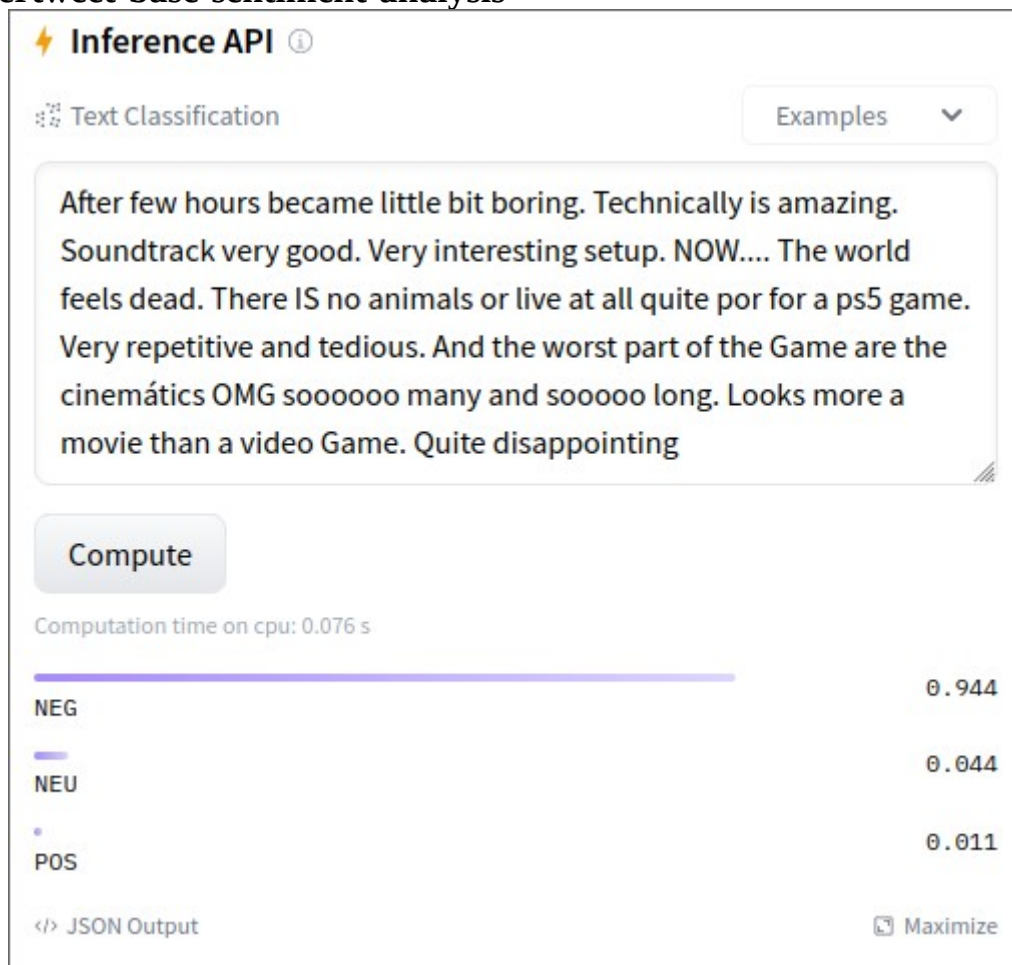 bertweet-base-sentiment-analysis
Inference API
Text Classification
Examples
After few hours became little bit boring. Technically is amazing.
Soundtrack very good. Very interesting setup. NOW.... The world
feels dead. There IS no animals or live at all quite por for a ps5 game.
Very repetitive and tedious. And the worst part of the Game are the
cinemátics OMG soooooo many and sooooo long. Looks more a
movie than a video Game. Quite disappointing
Compute
Computation time on cpu: 0.076 s
0.944
NEG
0.044
NEU
0.011
POS
</> JSON Output
Maximize